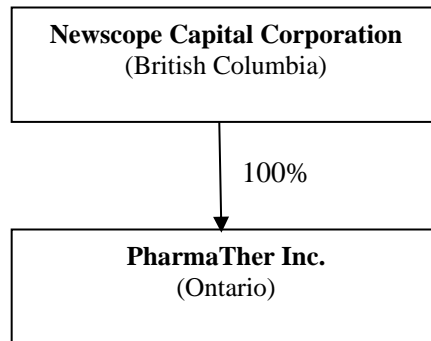 Newscope Capital Corporation
(British Columbia)
100%
PharmaTher Inc.
(Ontario)